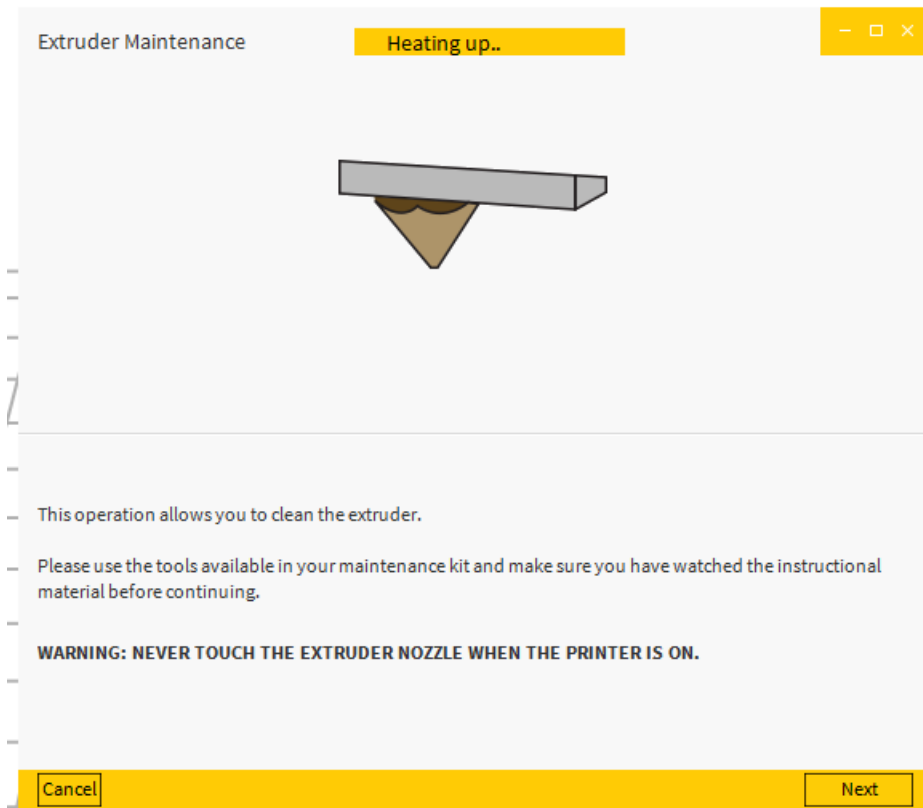 Extruder Maintenance
Heating up..
This operation allows you to clean the extruder.
Please use the tools available in your maintenance kit and make sure you have watched the instructional
material before continuing.
WARNING: NEVER TOUCH THE EXTRUDER NOZZLE WHEN THE PRINTER IS ON.
Cancel
Next